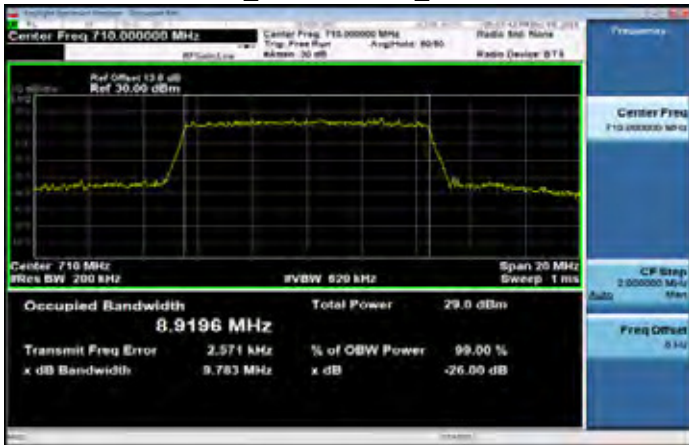 Center Freq 710.000000 MHz
Center Freq: 710.000000 MHz
Radio Std: None
Trig: Free Run
Avg|Hold: 80/80
#Atten: 30 dB
Radio Device: BTS
Frequency
Ref Offset 13.8 dB
Ref 30.00 dBm
Center Freq
710.000000 MHz
Center 710 MHz
Span 20 MHz
#Res BW 200 kHz
#VBW 620 kHz
Sweep 1 ms
CF Step
2.000000 MHz
Auto Man
Occupied Bandwidth
Total Power
29.0 dBm
8.9196 MHz
Freq Offset
0 Hz
Transmit Freq Error
2.571 kHz
% of OBW Power
99.00 %
x dB Bandwidth
9.783 MHz
x dB
-26.00 dB